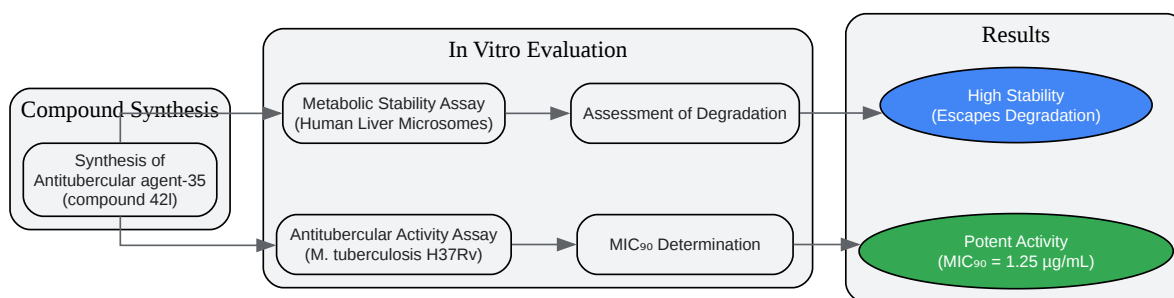 Compound Synthesis
Synthesis of
Antitubercular agent-35
(compound 42l)
In Vitro Evaluation
Metabolic Stability Assay
(Human Liver Microsomes)
Assessment of Degradation
Antitubercular Activity Assay
(M. tuberculosis H37Rv)
MIC₉₀ Determination
Results
High Stability
(Escapes Degradation)
Potent Activity
(MIC₉₀ = 1.25 µg/mL)